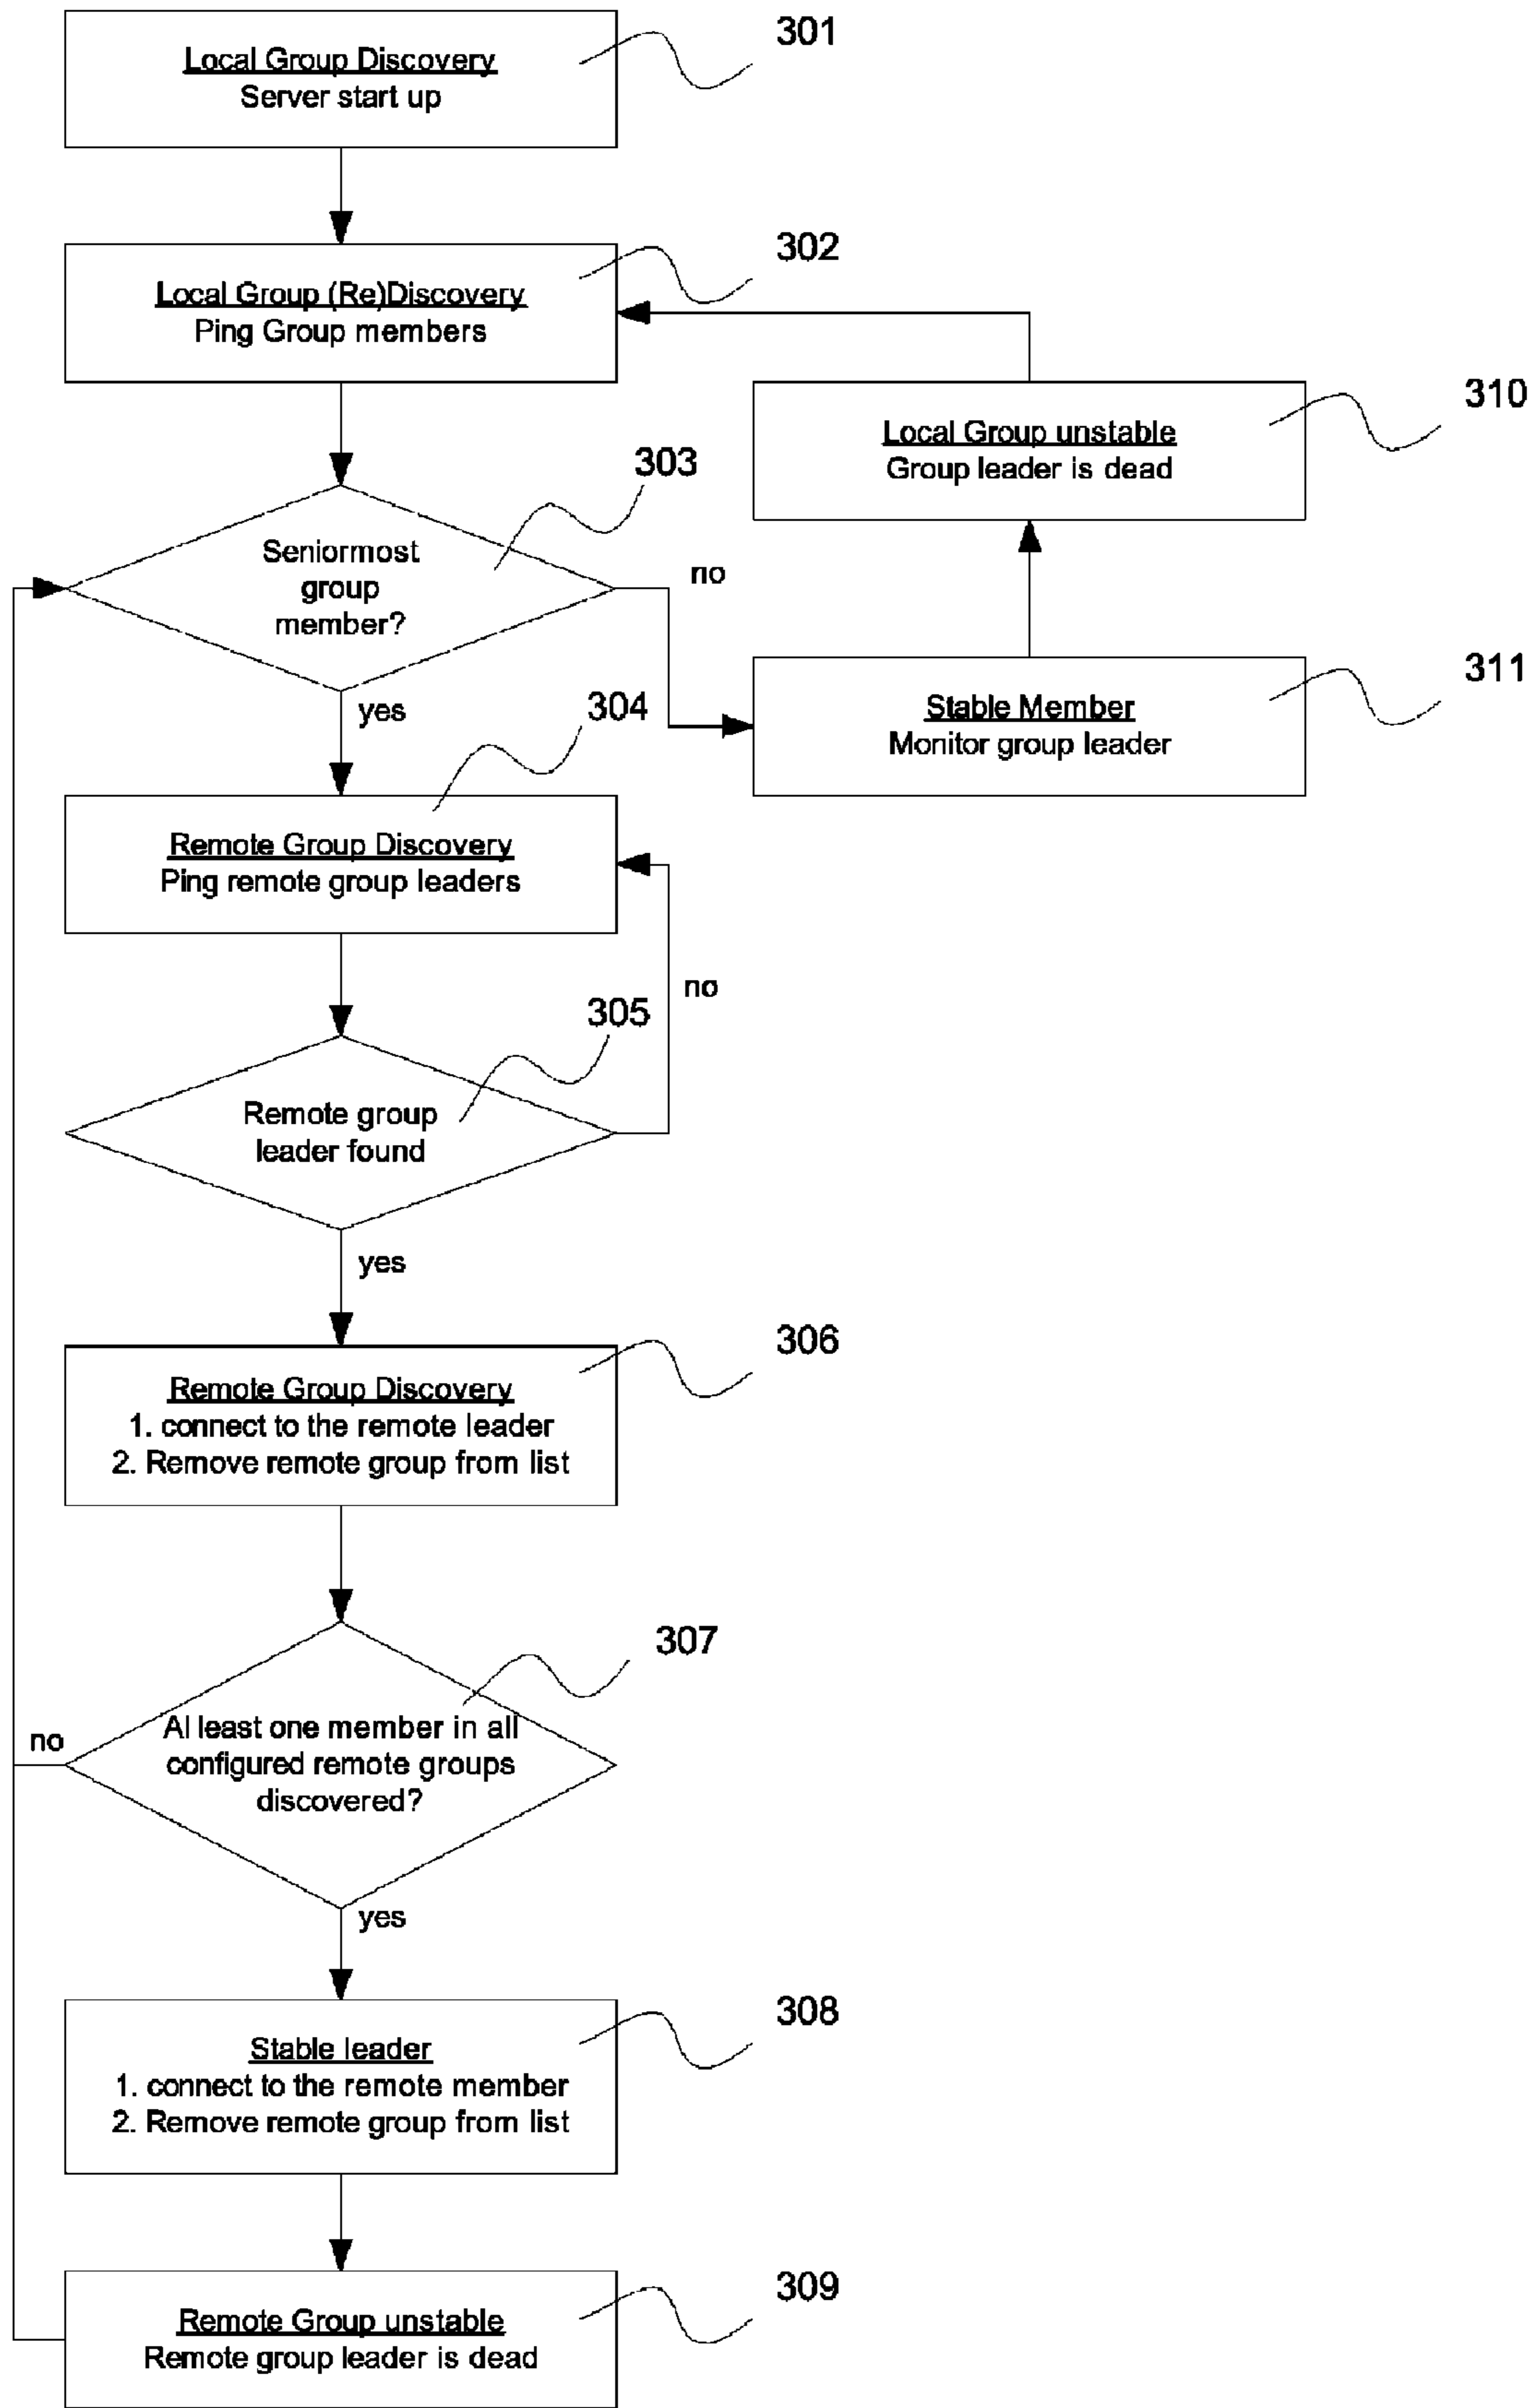 301
Local Group Discovery
Server start up
302
Local Group (Re)Discovery
Ping Group members
310
Local Group unstable
Group leader is dead
303
Seniormost
group
member?
no
yes
311
Stable Member
Monitor group leader
304
Remote Group Discovery
Ping remote group leaders
no
305
Remote group
leader found
yes
306
Remote Group Discovery
1. connect to the remote leader
2. Remove remote group from list
307
Al least one member in all
configured remote groups
discovered?
no
yes
308
Stable leader
1. connect to the remote member
2. Remove remote group from list
309
Remote Group unstable
Remote group leader is dead